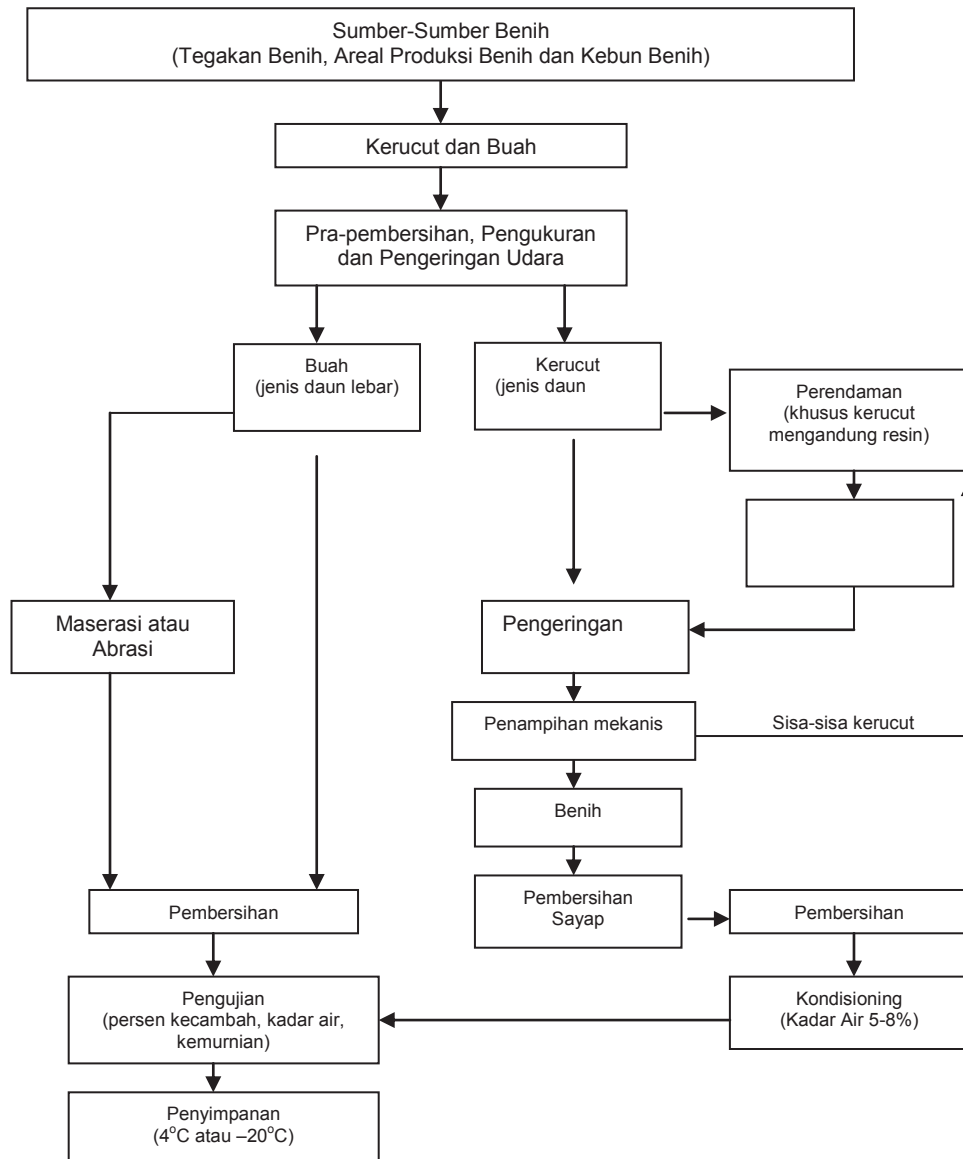 Sumber-Sumber Benih
(Tegakan Benih, Areal Produksi Benih dan Kebun Benih)
Kerucut dan Buah
Pra-pembersihan, Pengukuran
dan Pengeringan Udara
Buah
(jenis daun lebar)
Kerucut
(jenis daun
Perendaman
(khusus kerucut
mengandung resin)
Maserasi atau
Abrasi
Pengeringan
Penampihan mekanis
Sisa-sisa kerucut
Benih
Pembersihan
Sayap
Pembersihan
Pembersihan
Pengujian
(persen kecambah, kadar air,
kemurnian)
Kondisioning
(Kadar Air 5-8%)
Penyimpanan
(4°C atau –20°C)